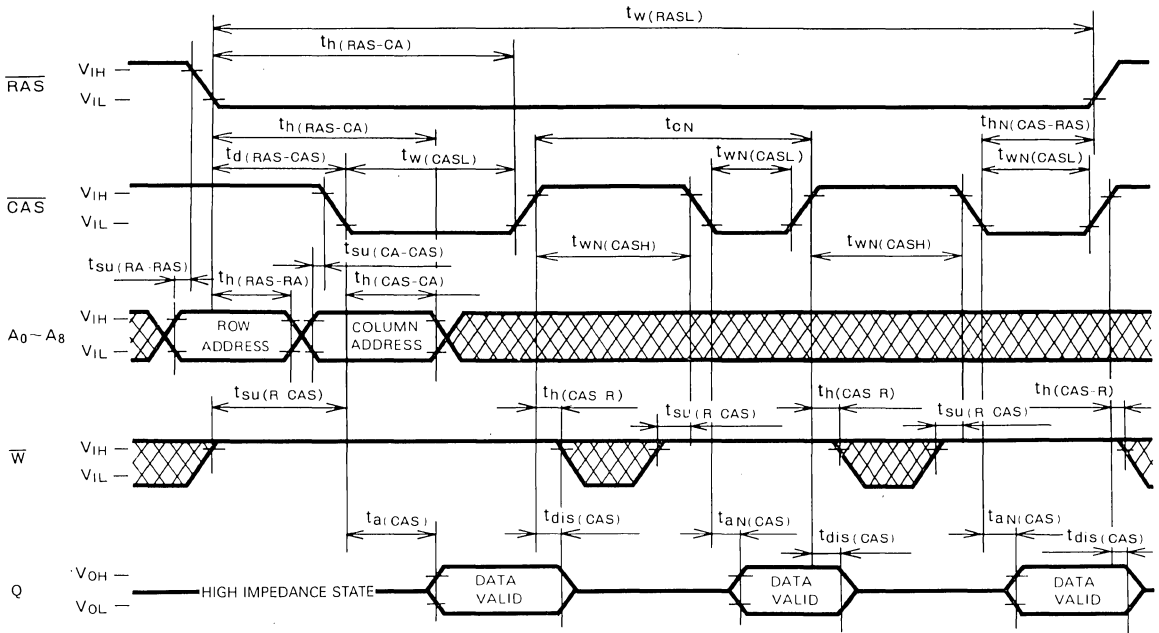 tw(RASL)
th(RAS-CA)
VIH
RAS
VIL
th(RAS-CA)
tCN
thN(CAS-RAS)
td(RAS-CAS)
tw(CASL)
twN(CASL)
twN(CASL)
VIH
CAS
VIL
tsu(CA-CAS)
twN(CASH)
twN(CASH)
tsu(RA-RAS)
th(RAS-RA)
th(CAS-CA)
VIH
A0~A8
VIL
ROW
ADDRESS
COLUMN
ADDRESS
tsu(R CAS)
th(CAS R)
tsu(R CAS)
th(CAS R)
tsu(R CAS)
th(CAS-R)
VIH
W
VIL
ta(CAS)
tdis(CAS)
taN(CAS)
tdis(CAS)
taN(CAS)
tdis(CAS)
VOH
Q
VOL
HIGH IMPEDANCE STATE
DATA
VALID
DATA
VALID
DATA
VALID